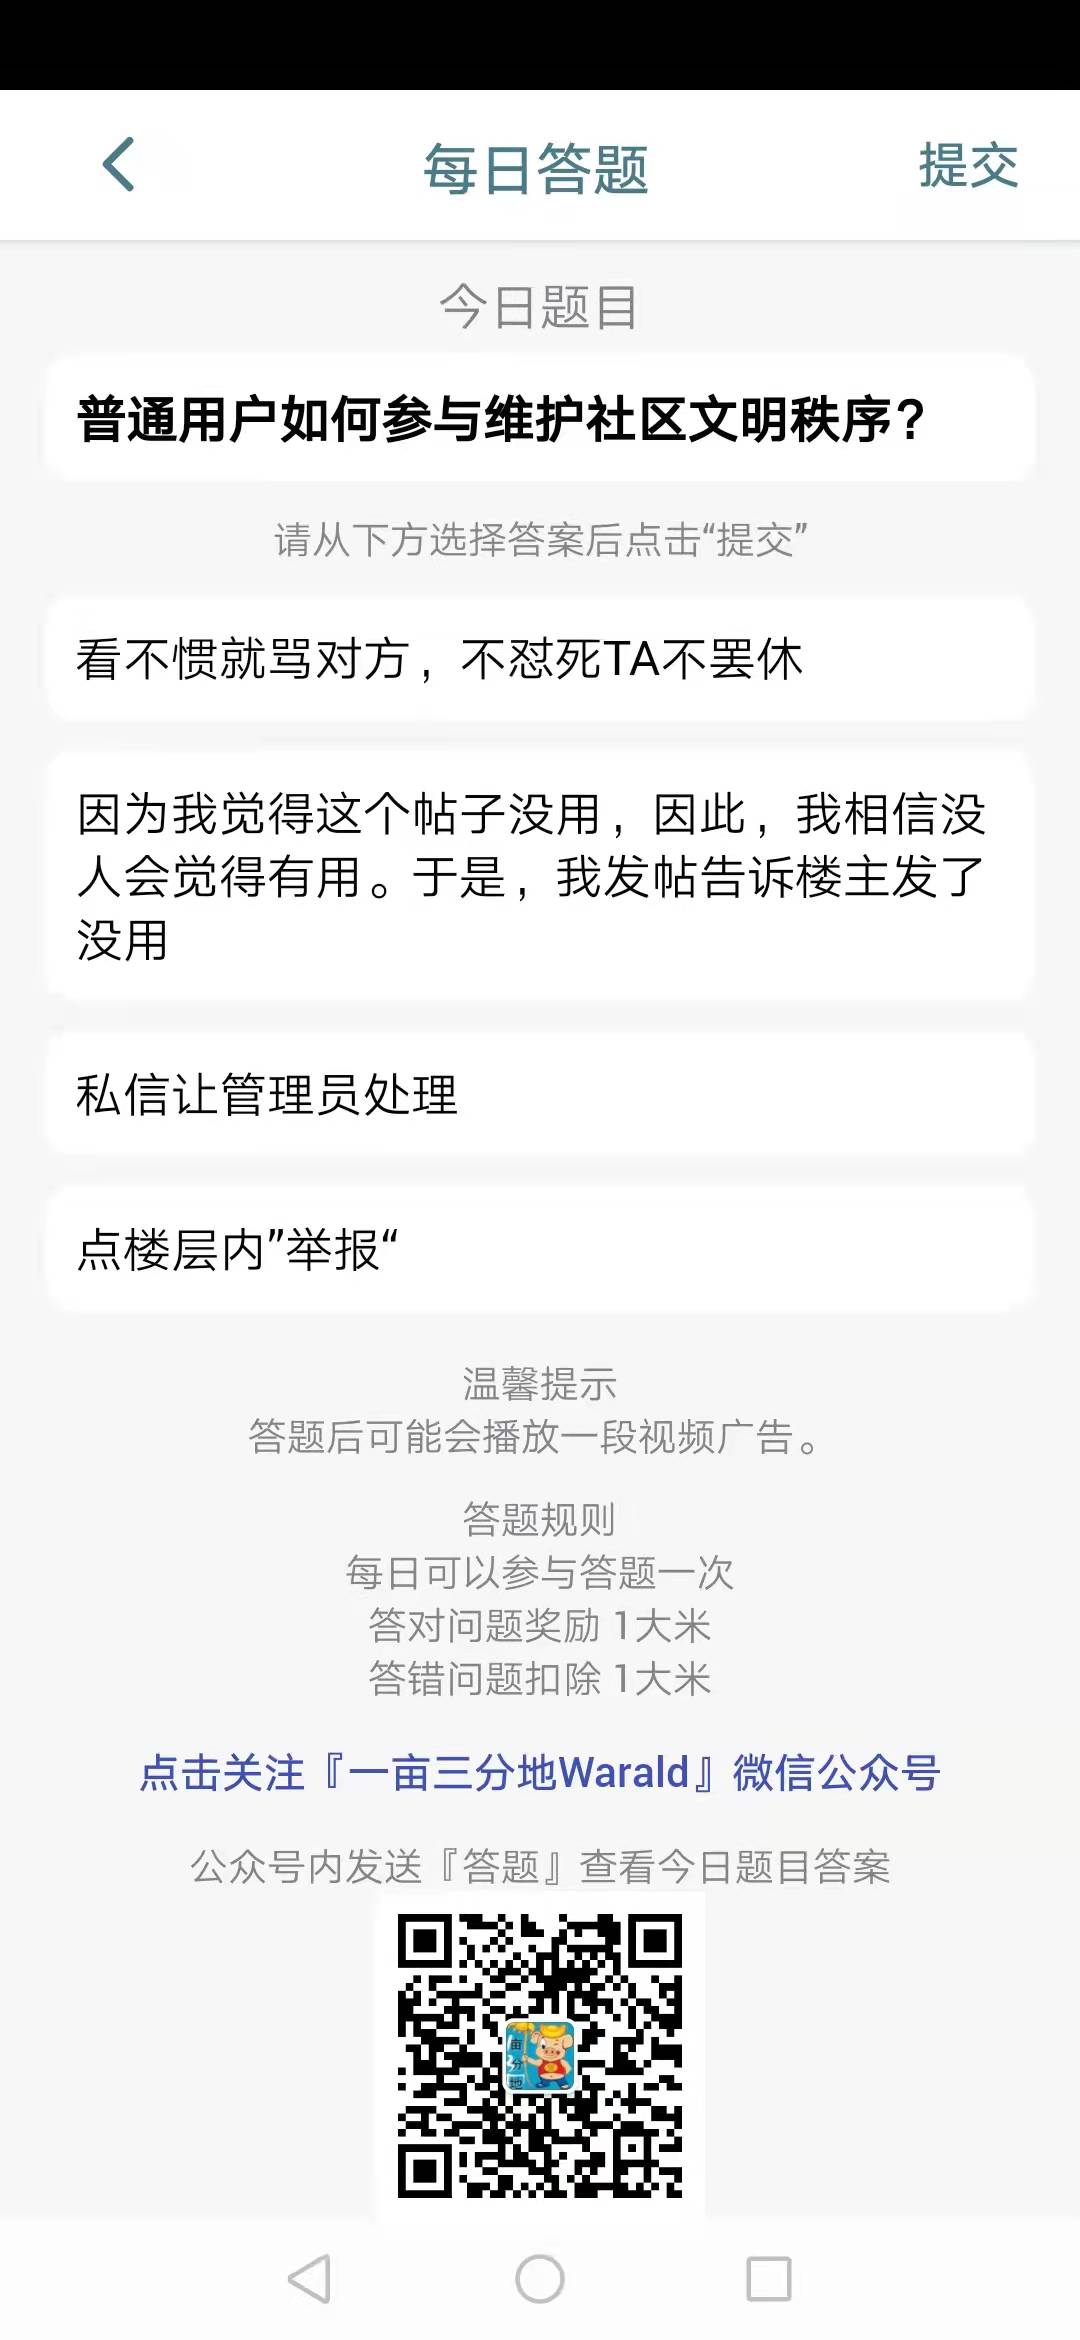 每日答题
提交
今日题目
普通用户如何参与维护社区文明秩序？
请从下方选择答案后点击“提交”
看不惯就骂对方，不怼死TA不罢休
因为我觉得这个帖子没用，因此，我相信没
人会觉得有用。于是，我发帖告诉楼主发了
没用
私信让管理员处理
点楼层内”举报“
温馨提示
答题后可能会播放一段视频广告。
答题规则
每日可以参与答题一次
答对问题奖励 1大米
答错问题扣除 1大米
点击关注『一亩三分地Warald』微信公众号
公众号内发送『答题』查看今日题目答案